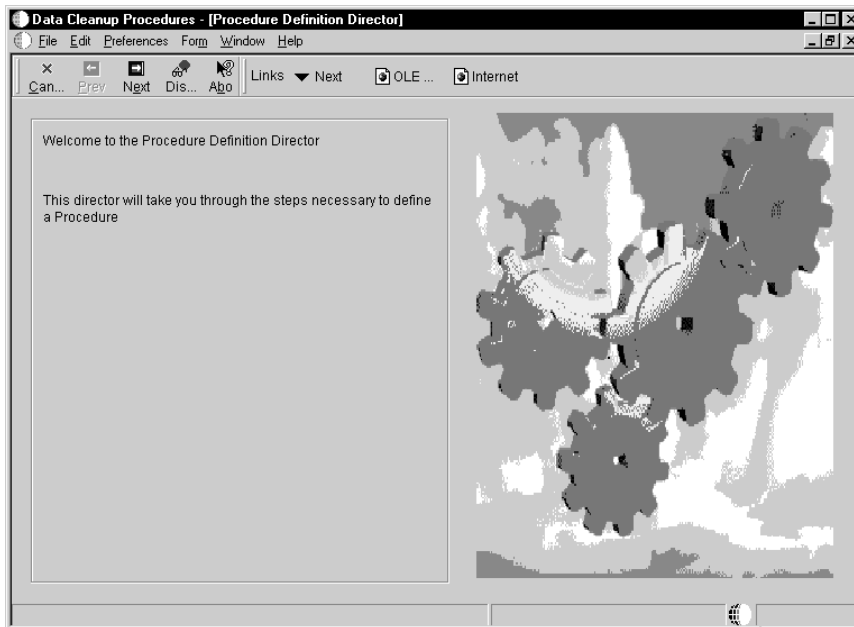 Data Cleanup Procedures - [Procedure Definition Director]
File Edit Preferences Form Window Help
Can... Prev Next Dis... Abo Links Next OLE ... Internet
Welcome to the Procedure Definition Director
This director will take you through the steps necessary to define
a Procedure